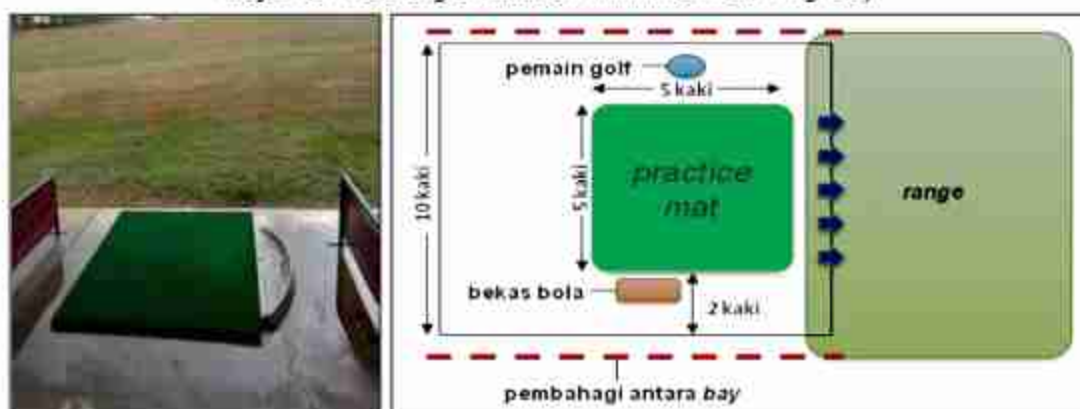 pemain golf
5 kaki
10 kaki
5 kaki
practice
mat
range
bekas bola
2 kaki
pembahagi antara bay